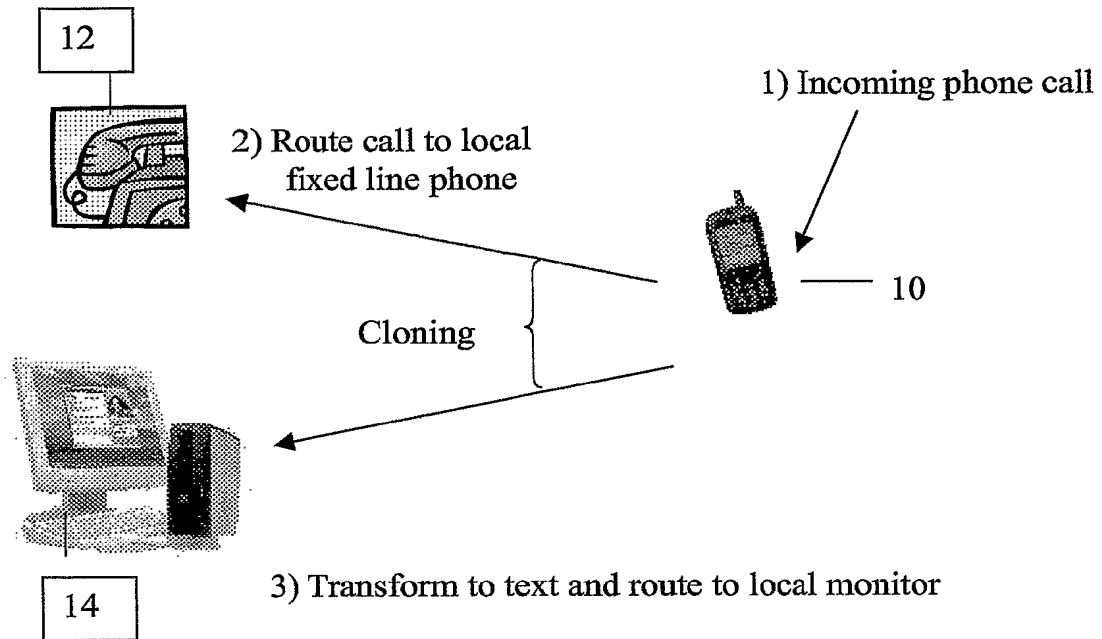 12
1) Incoming phone call
2) Route call to local
fixed line phone
10
Cloning
3) Transform to text and route to local monitor
14